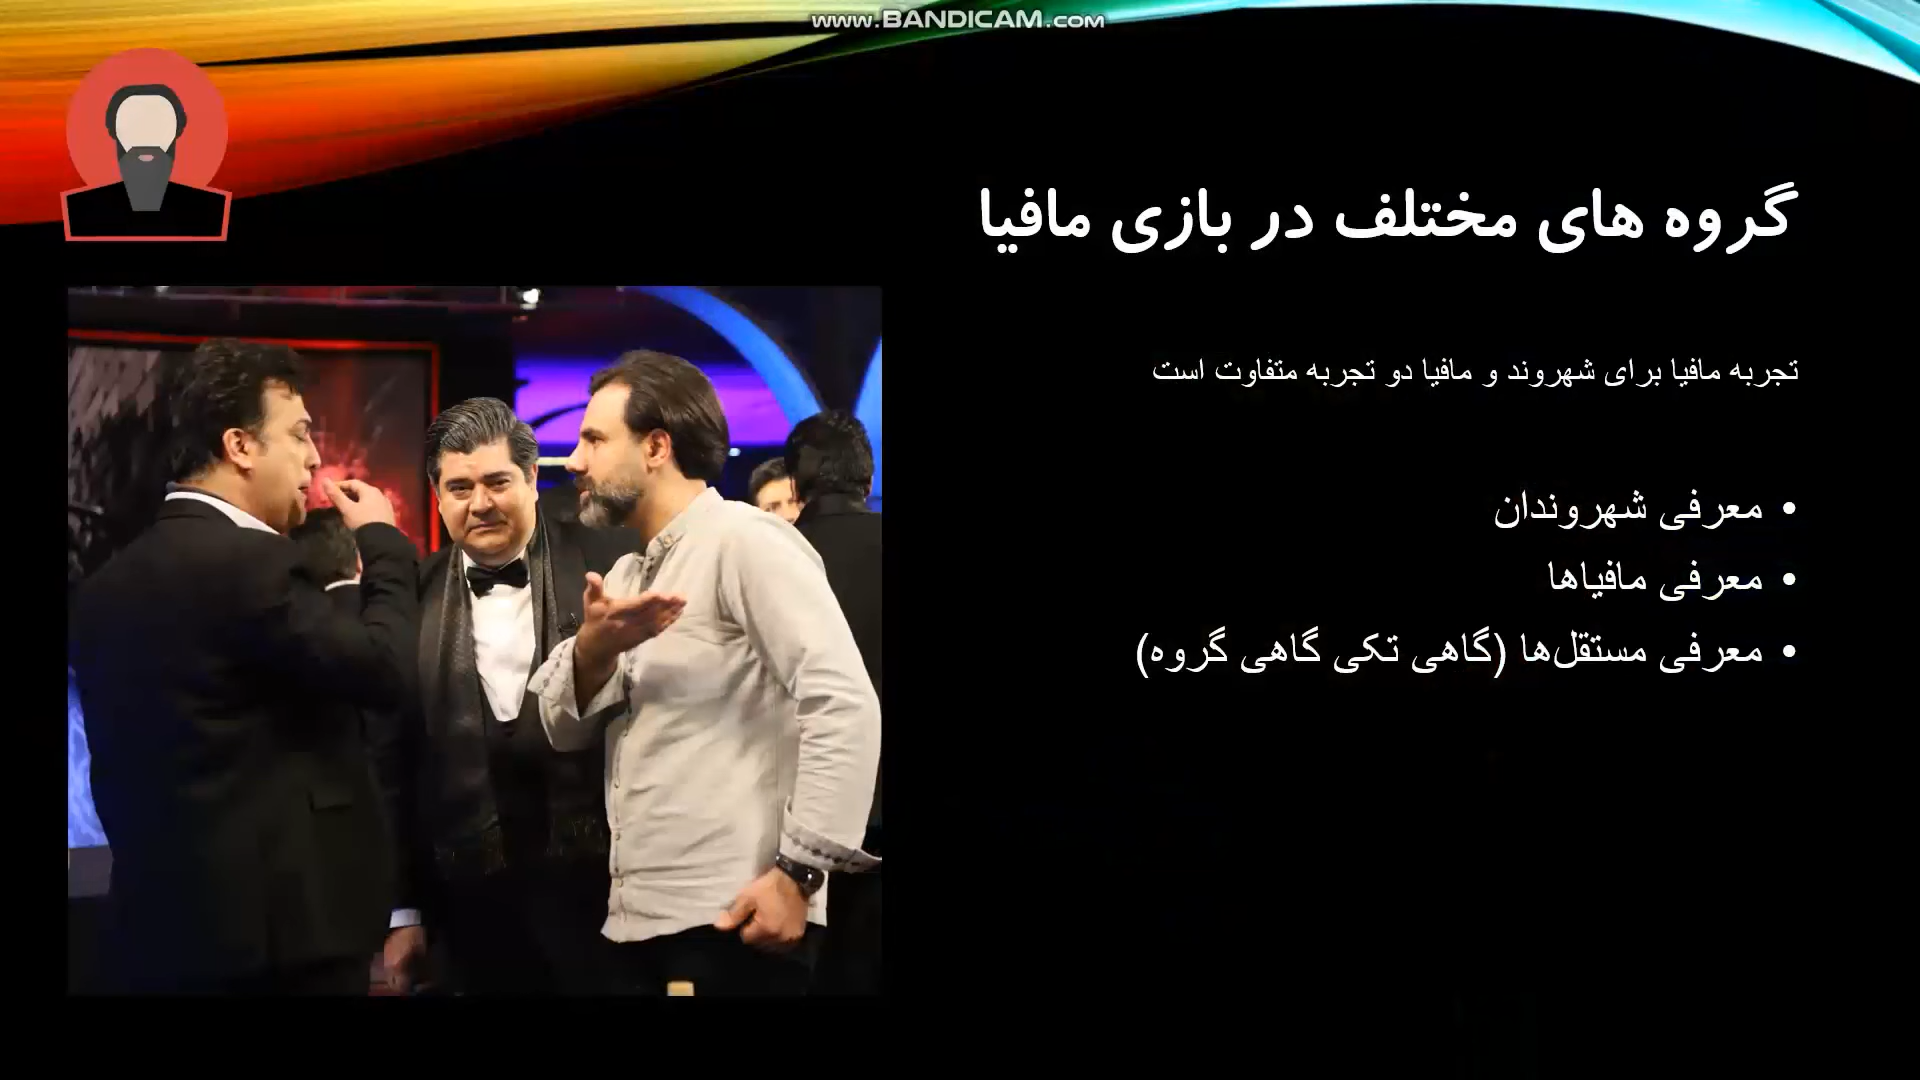 www.BANDICAM.com
گروه های مختلف در بازی مافیا
تجربه مافیا برای شهروند و مافیا دو تجربه متفاوت است
• معرفی شهروندان
• معرفی مافیاها
• معرفی مستقل‌ها (گاهی تکی گاهی گروه)